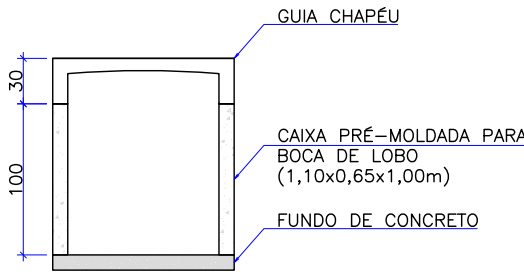 GUIA CHAPÉU
30
100
CAIXA PRÉ-MOLDADA PARA
BOCA DE LOBO
(1,10x0,65x1,00m)
FUNDO DE CONCRETO